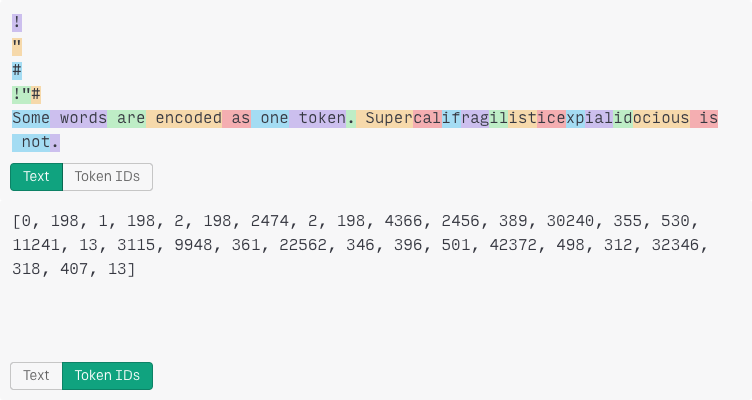 !
"
#
!"#
Some words are encoded as one token. Supercalifragilisticexpialidocious is
not.
Text Token IDs
[0, 198, 1, 198, 2, 198, 2474, 2, 198, 4366, 2456, 389, 30240, 355, 530,
11241, 13, 3115, 9948, 361, 22562, 346, 396, 501, 42372, 498, 312, 32346,
318, 407, 13]
Text Token IDs